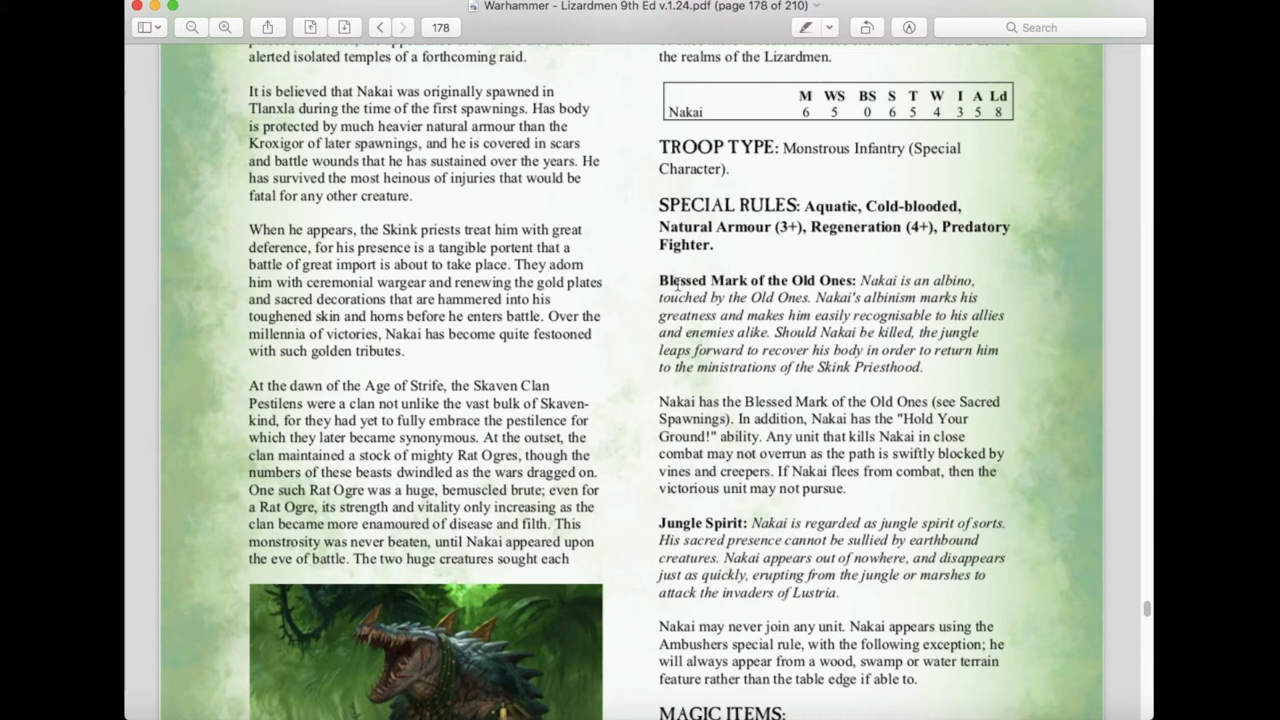 Warhammer - Lizardmen 9th Ed v.1.24.pdf (page 178 of 210)
178
Search
alerted isolated temples of a forthcoming raid.
It is believed that Nakai was originally spawned in
Tlanxla during the time of the first spawnings. Has body
is protected by much heavier natural armour than the
Kroxigor of later spawnings, and he is covered in scars
and battle wounds that he has sustained over the years. He
has survived the most heinous of injuries that would be
fatal for any other creature.
When he appears, the Skink priests treat him with great
deference, for his presence is a tangible portent that a
battle of great import is about to take place. They adorn
him with ceremonial wargear and renewing the gold plates
and sacred decorations that are hammered into his
toughened skin and horns before he enters battle. Over the
millennia of victories, Nakai has become quite festooned
with such golden tributes.
At the dawn of the Age of Strife, the Skaven Clan
Pestilens were a clan not unlike the vast bulk of Skaven-
kind, for they had yet to fully embrace the pestilence for
which they later became synonymous. At the outset, the
clan maintained a stock of mighty Rat Ogres, though the
numbers of these beasts dwindled as the wars dragged on.
One such Rat Ogre was a huge, bemuscled brute; even for
a Rat Ogre, its strength and vitality only increasing as the
clan became more enamoured of disease and filth. This
monstrosity was never beaten, until Nakai appeared upon
the eve of battle. The two huge creatures sought each
the realms of the Lizardmen.
M WS BS S T W I A Ld
Nakai 6 5 0 6 5 4 3 5 8
TROOP TYPE: Monstrous Infantry (Special
Character).
SPECIAL RULES: Aquatic, Cold-blooded,
Natural Armour (3+), Regeneration (4+), Predatory
Fighter.
Blessed Mark of the Old Ones: Nakai is an albino,
touched by the Old Ones. Nakai's albinism marks his
greatness and makes him easily recognisable to his allies
and enemies alike. Should Nakai be killed, the jungle
leaps forward to recover his body in order to return him
to the ministrations of the Skink Priesthood.
Nakai has the Blessed Mark of the Old Ones (see Sacred
Spawnings). In addition, Nakai has the "Hold Your
Ground!" ability. Any unit that kills Nakai in close
combat may not overrun as the path is swiftly blocked by
vines and creepers. If Nakai flees from combat, then the
victorious unit may not pursue.
Jungle Spirit: Nakai is regarded as jungle spirit of sorts.
His sacred presence cannot be sullied by earthbound
creatures. Nakai appears out of nowhere, and disappears
just as quickly, erupting from the jungle or marshes to
attack the invaders of Lustria.
Nakai may never join any unit. Nakai appears using the
Ambushers special rule, with the following exception; he
will always appear from a wood, swamp or water terrain
feature rather than the table edge if able to.
MAGIC ITEMS: